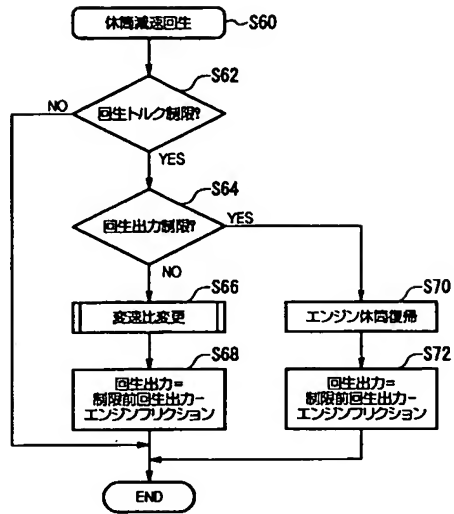 休筒減速回生
S60
S62
回生トルク制限?
NO
YES
S64
回生出力制限?
YES
NO
S66
変速比変更
S70
エンジン休筒復帰
S68
回生出力=
制限前回生出力-
エンジンフリクション
S72
回生出力=
制限前回生出力-
エンジンフリクション
END